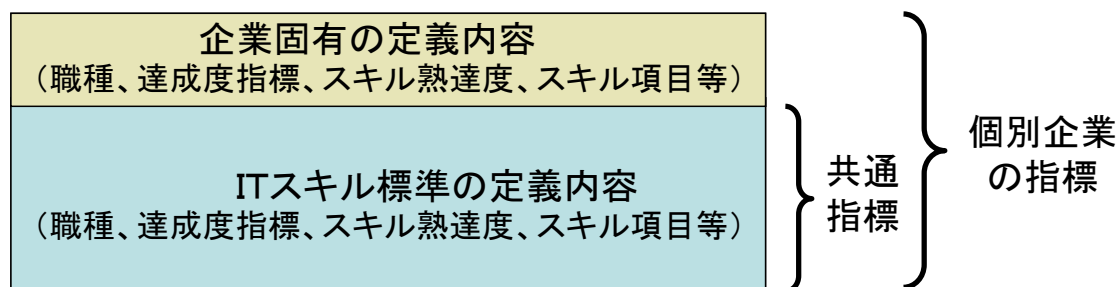 企業固有の定義内容
（職種、達成度指標、スキル熟達度、スキル項目等）
ITスキル標準の定義内容
（職種、達成度指標、スキル熟達度、スキル項目等）
共通
指標
個別企業
の指標